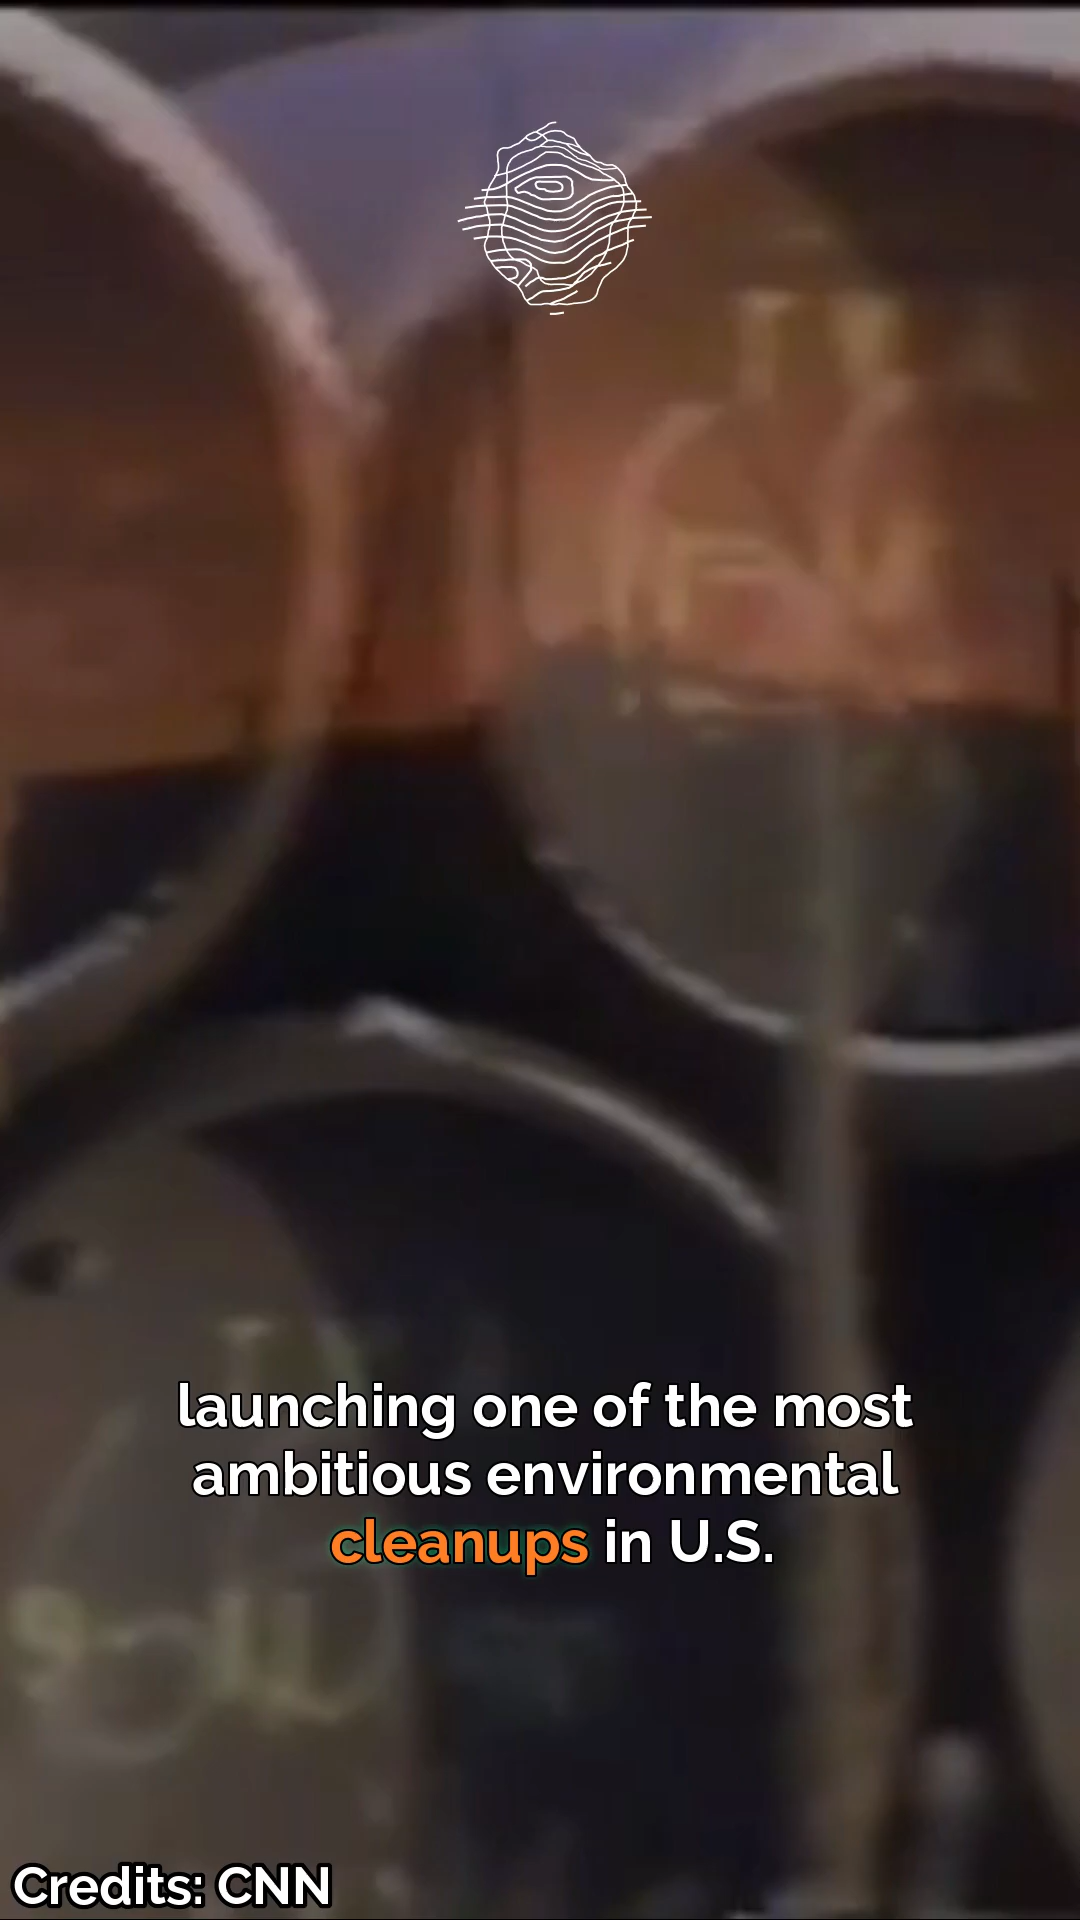 launching one of the most
ambitious environmental
cleanups in U.S.
Credits: CNN